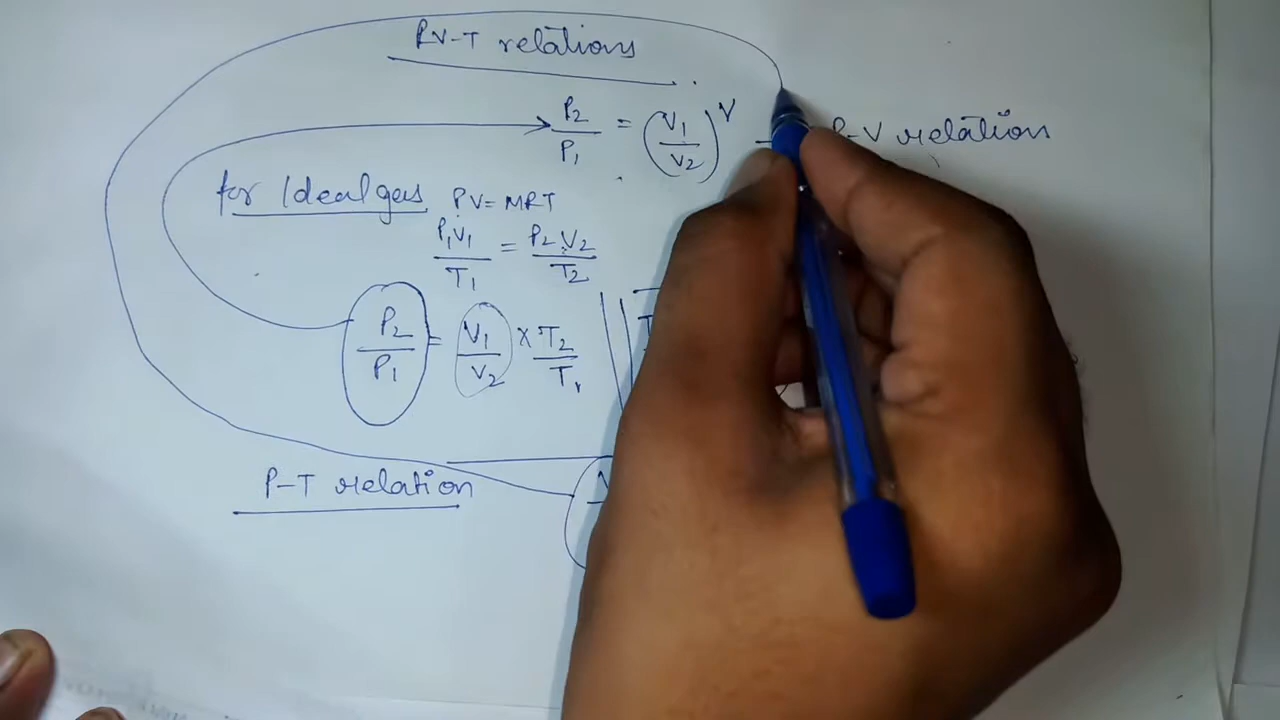 PV-T relations
P2/P1 = (V1/V2)^γ P-V relation
for Ideal gas PV= MRT
P1V1/T1 = P2V2/T2
P2/P1 = V1/V2 × T2/T1
P-T relation